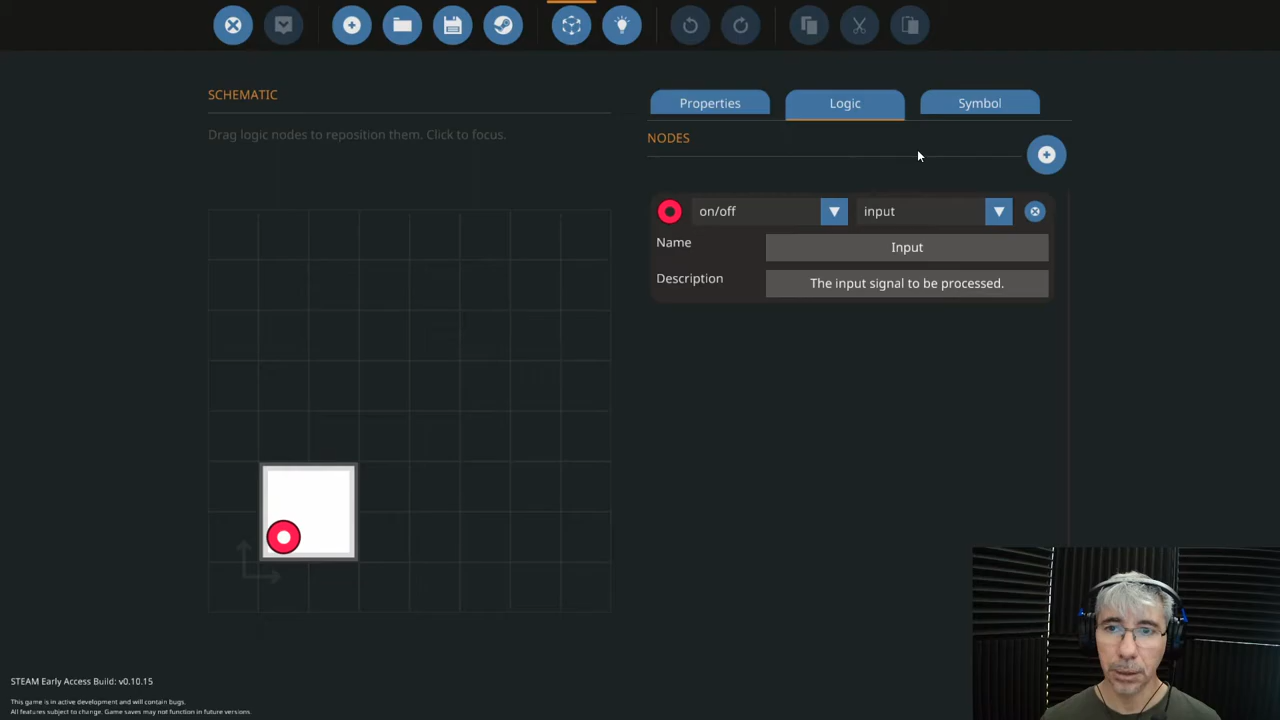 SCHEMATIC
Drag logic nodes to reposition them. Click to focus.
Properties
Logic
Symbol
NODES
on/off
input
Name
Input
Description
The input signal to be processed.
STEAM Early Access Build: v0.10.15
This game is in active development and will contain bugs.
All features subject to change. Game saves may not function in future versions.